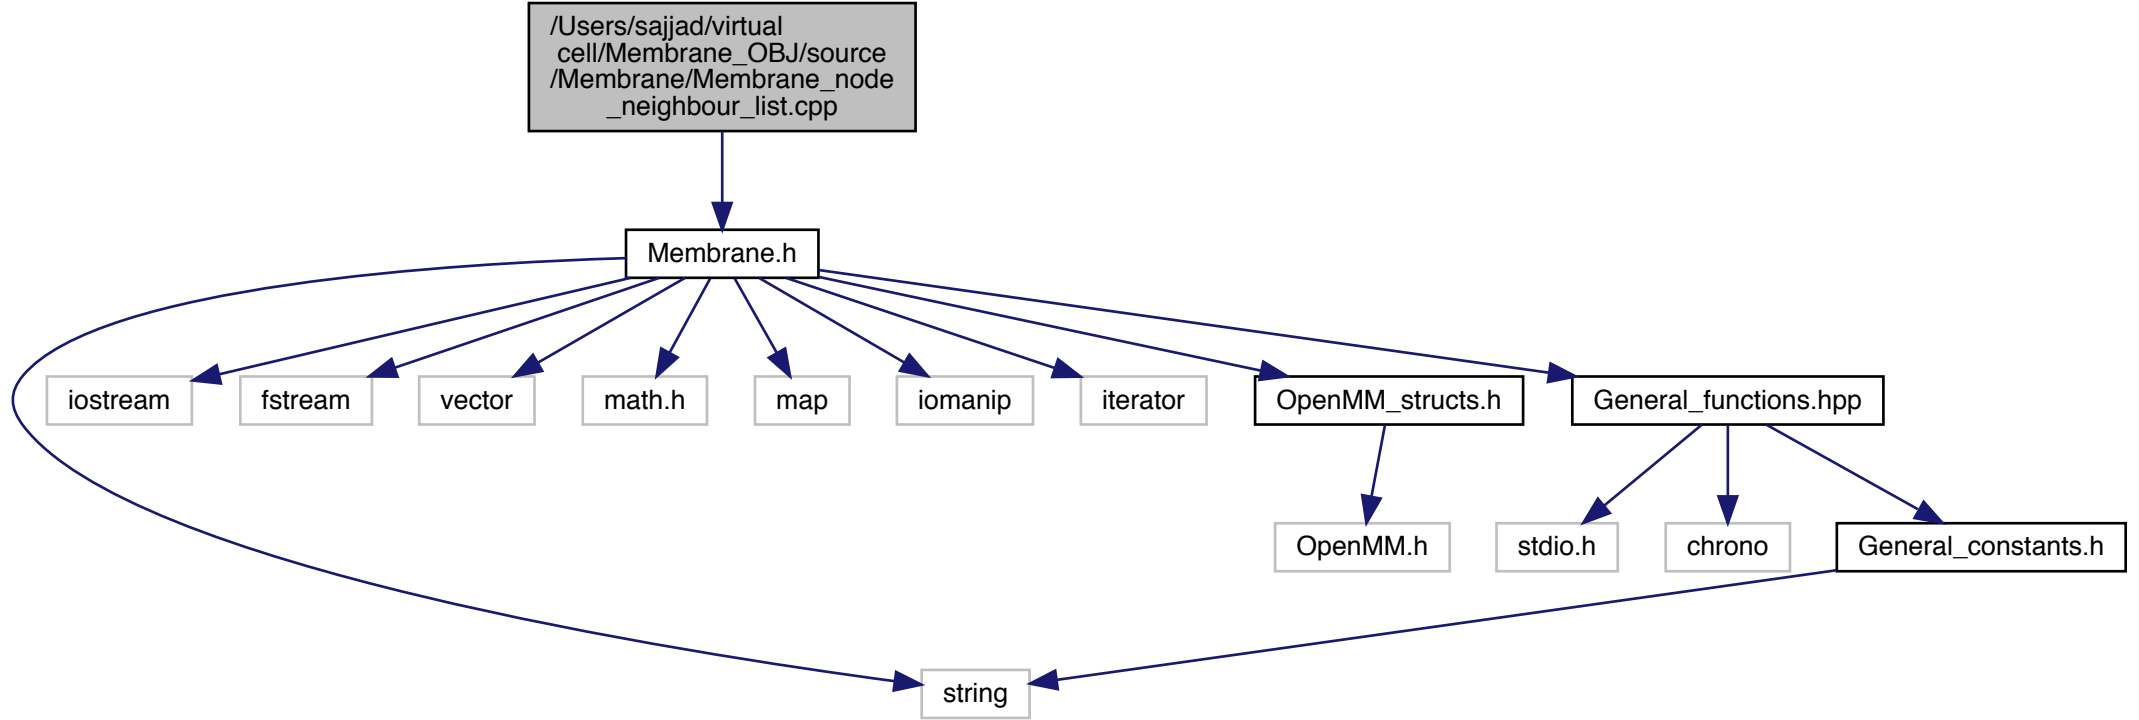 /Users/sajjad/virtual
cell/Membrane_OBJ/source
/Membrane/Membrane_node
_neighbour_list.cpp
Membrane.h
iostream
fstream
vector
math.h
map
iomanip
iterator
OpenMM_structs.h
General_functions.hpp
OpenMM.h
stdio.h
chrono
General_constants.h
string